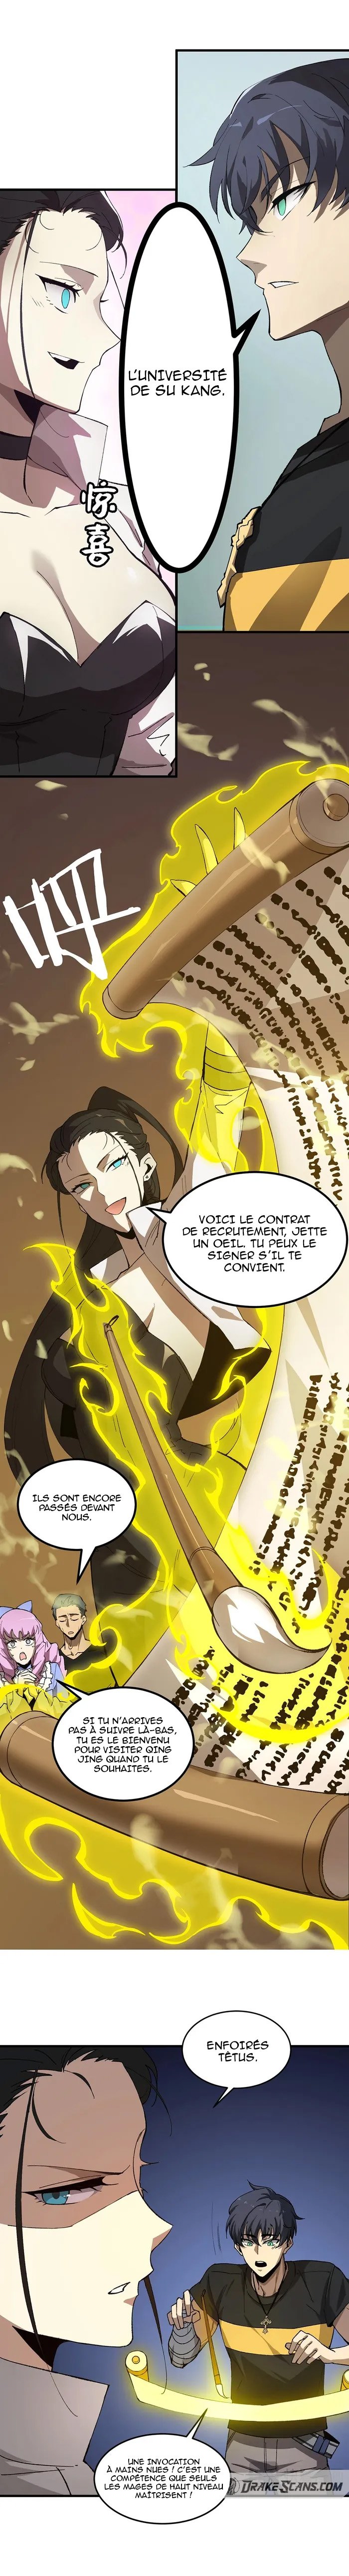 L'UNIVERSITÉ
DE SU KANG.
惊
喜
呼
VOICI LE CONTRAT
DE RECRUTEMENT, JETTE
UN OEIL. TU PEUX LE
SIGNER S'IL TE
CONVIENT.
ILS SONT ENCORE
PASSÉS DEVANT
NOUS.
SI TU N'ARRIVES
PAS À SUIVRE LÀ-BAS,
TU ES LE BIENVENU
POUR VISITER QING
JING QUAND TU LE
SOUHAITES.
ENFOIRÉS
TÊTUS.
UNE INVOCATION
À MAINS NUES ! C'EST UNE
COMPÉTENCE QUE SEULS
LES MAGES DE HAUT NIVEAU
MAÎTRISENT !
DRAKESCANS.COM